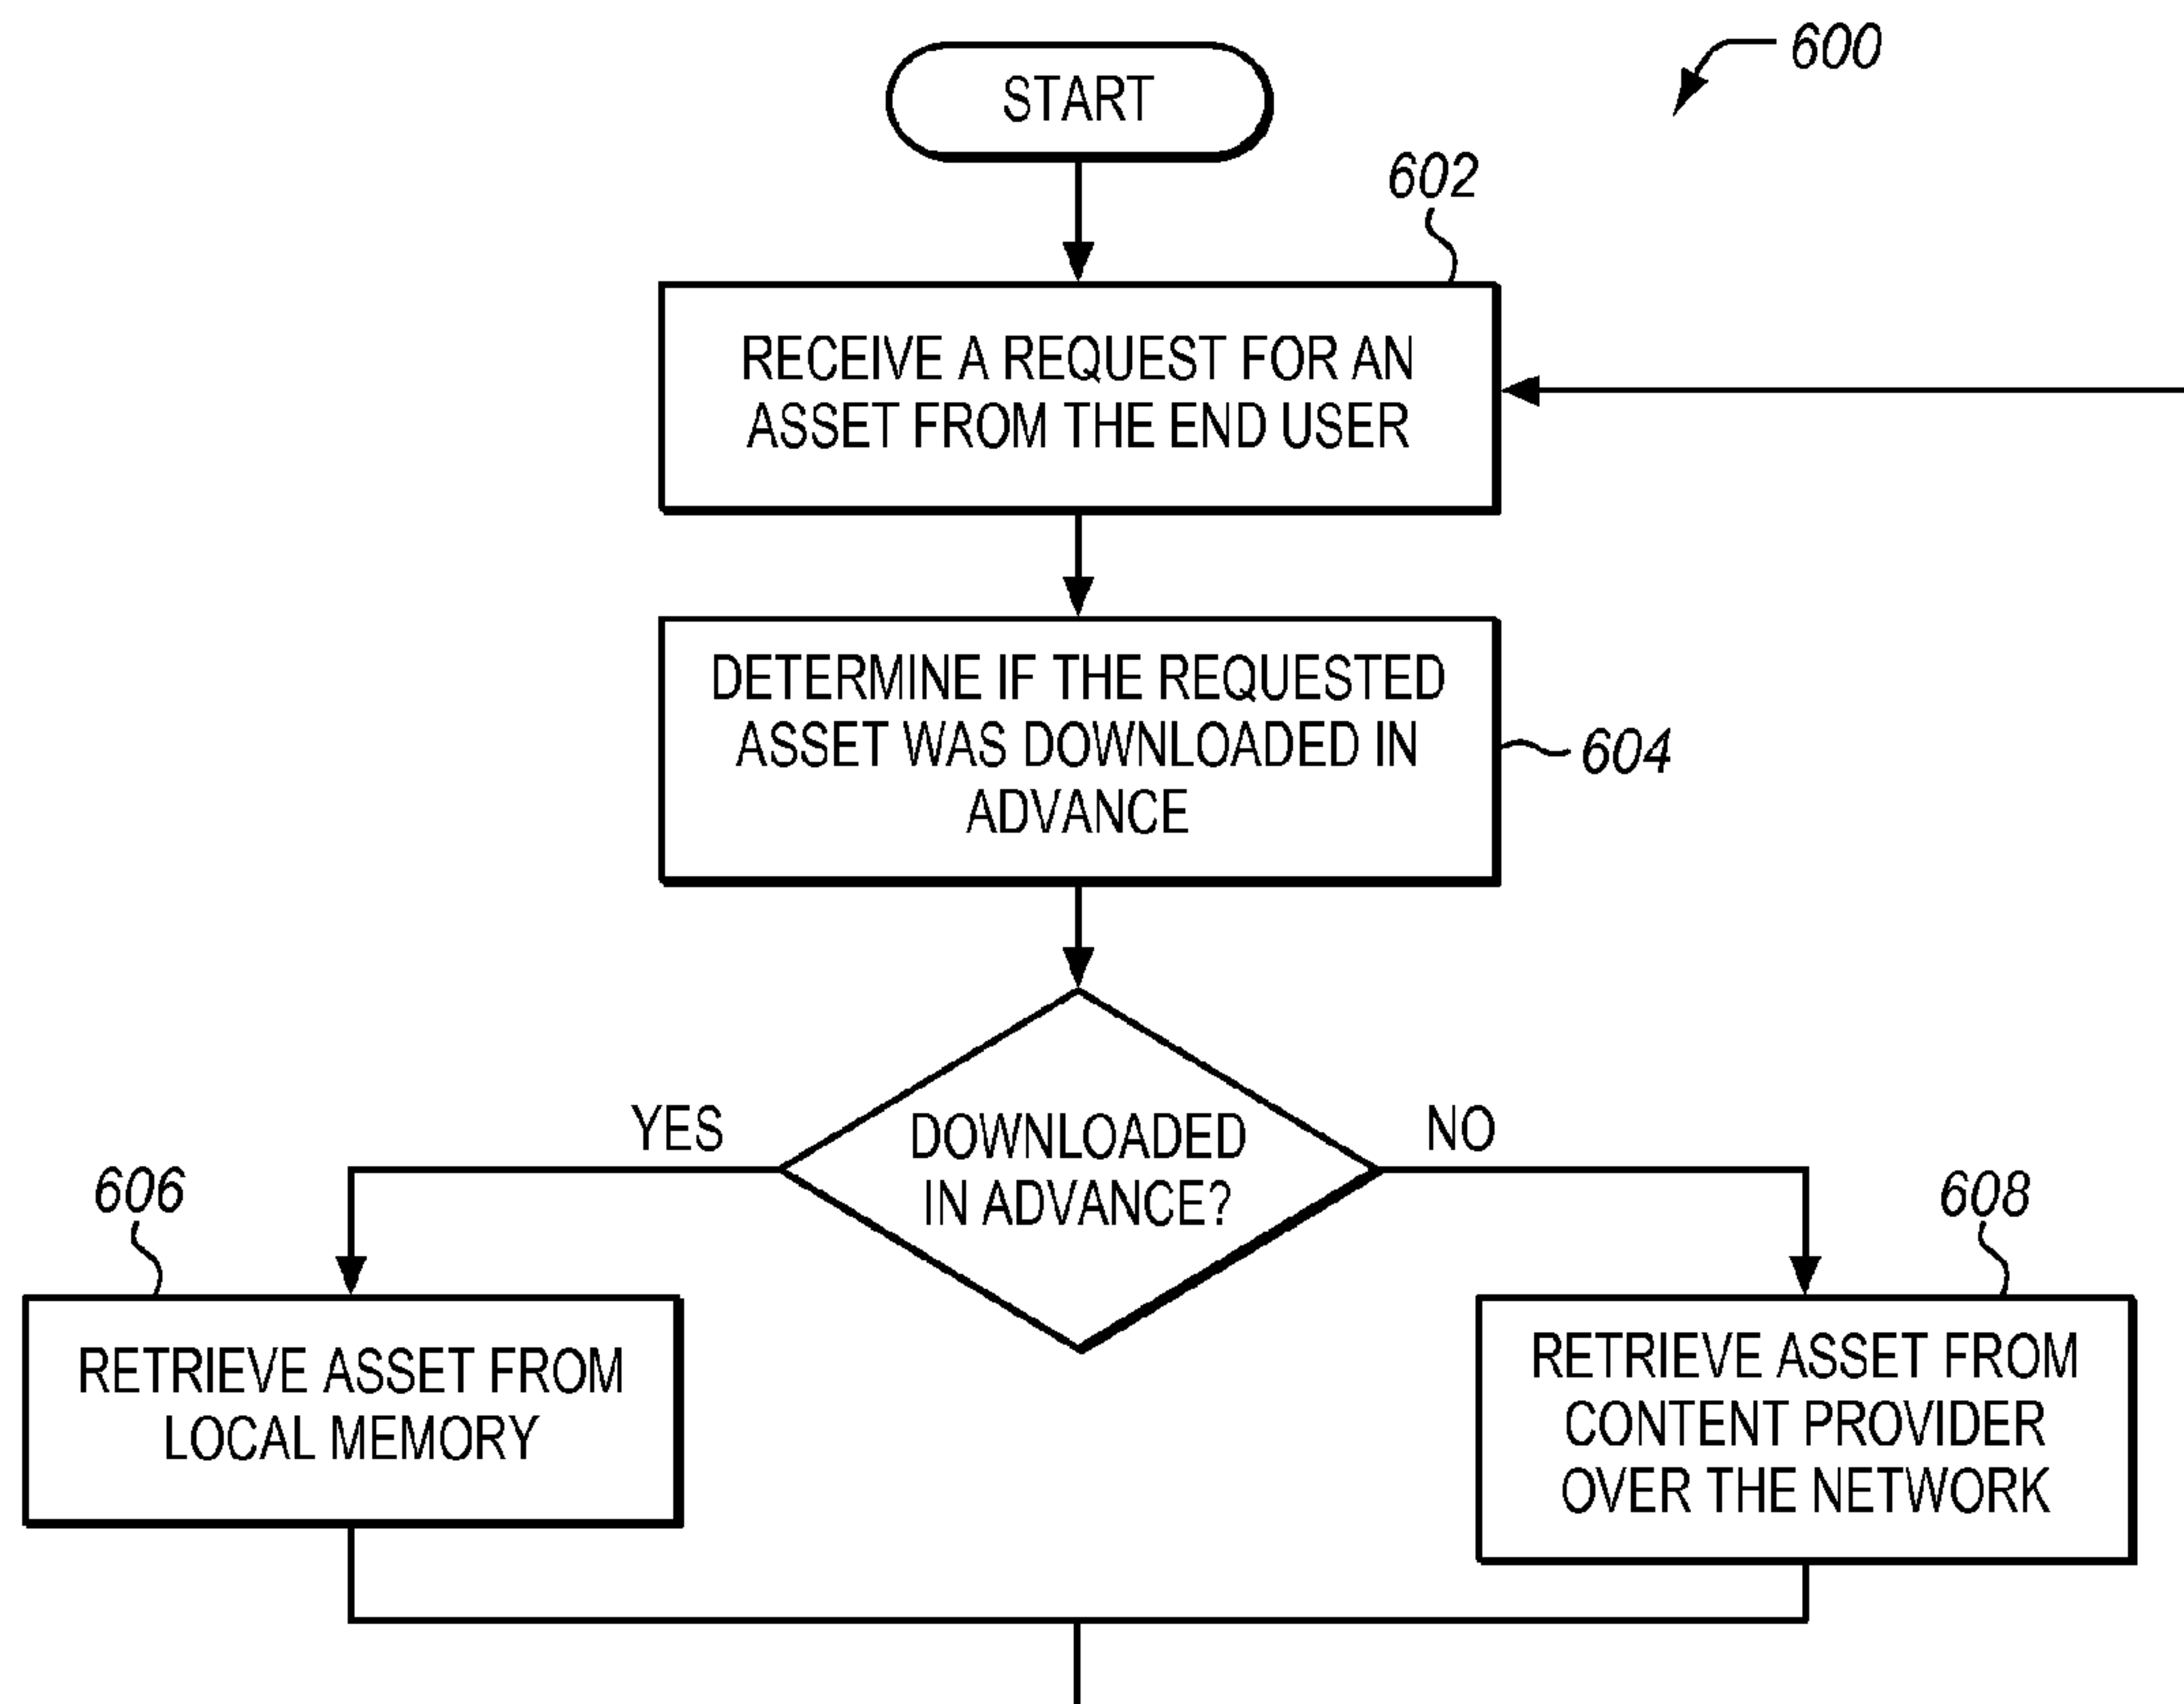 600
START
602
RECEIVE A REQUEST FOR AN
ASSET FROM THE END USER
DETERMINE IF THE REQUESTED
ASSET WAS DOWNLOADED IN
ADVANCE
604
YES
DOWNLOADED
IN ADVANCE?
NO
606
RETRIEVE ASSET FROM
LOCAL MEMORY
608
RETRIEVE ASSET FROM
CONTENT PROVIDER
OVER THE NETWORK